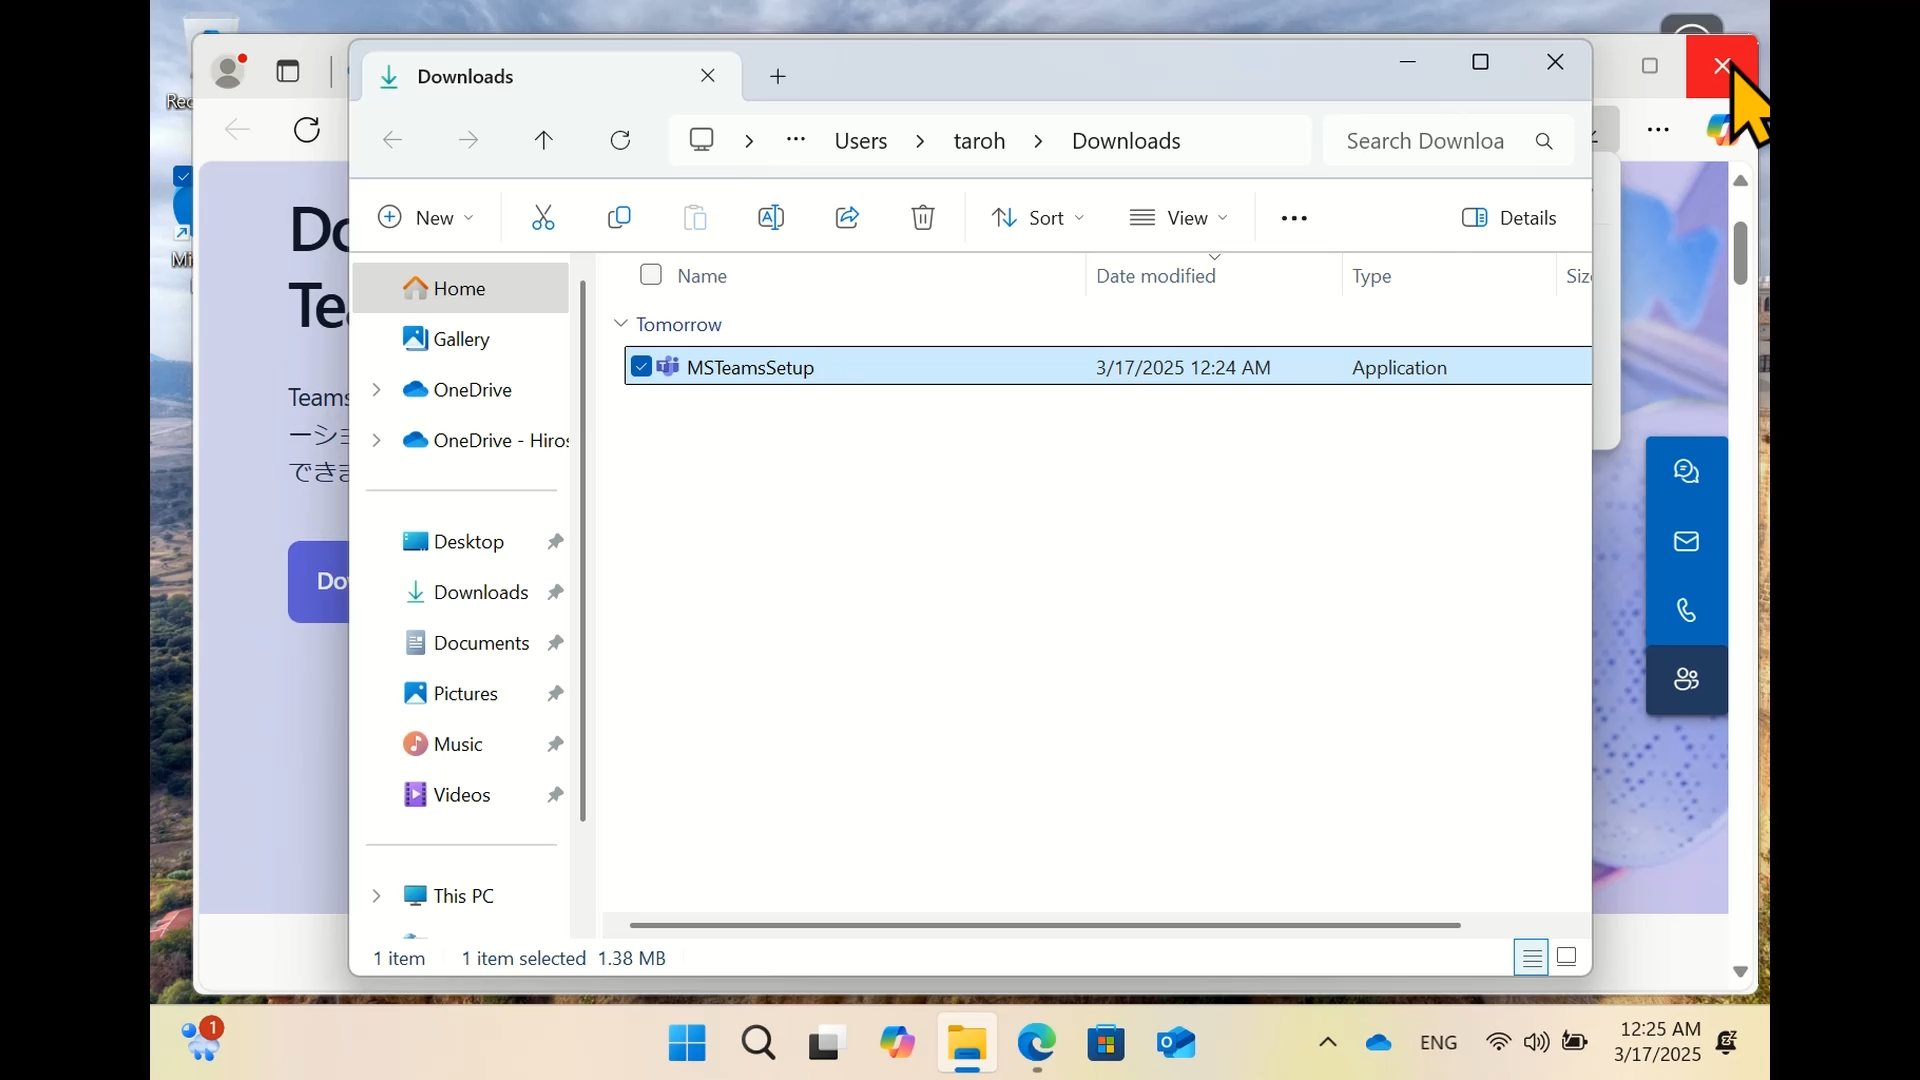 Rec
Mi
Do
Te
Teams
ーショ
できま
Do
Downloads
Users
taroh
Downloads
Search Downloa
New
Sort
View
Details
Name
Date modified
Type
Siz
Tomorrow
MSTeamsSetup
3/17/2025 12:24 AM
Application
Home
Gallery
OneDrive
OneDrive - Hiros
Desktop
Downloads
Documents
Pictures
Music
Videos
This PC
1 item
1 item selected 1.38 MB
1
ENG
12:25 AM
3/17/2025